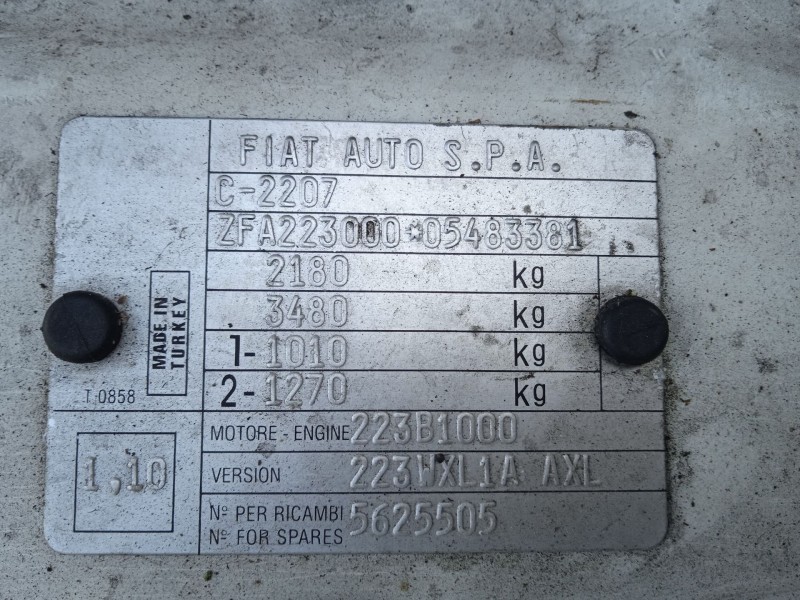 FIAT AUTO S.P.A.
C-2207
ZFA223000*05483381
2180 kg
3480 kg
1-1010 kg
2-1270 kg
MADE IN
TURKEY
T 0858
MOTORE - ENGINE 223B1000
1,10
VERSION 223WXL1A AXL
Nº PER RICAMBI
Nº FOR SPARES 5625505